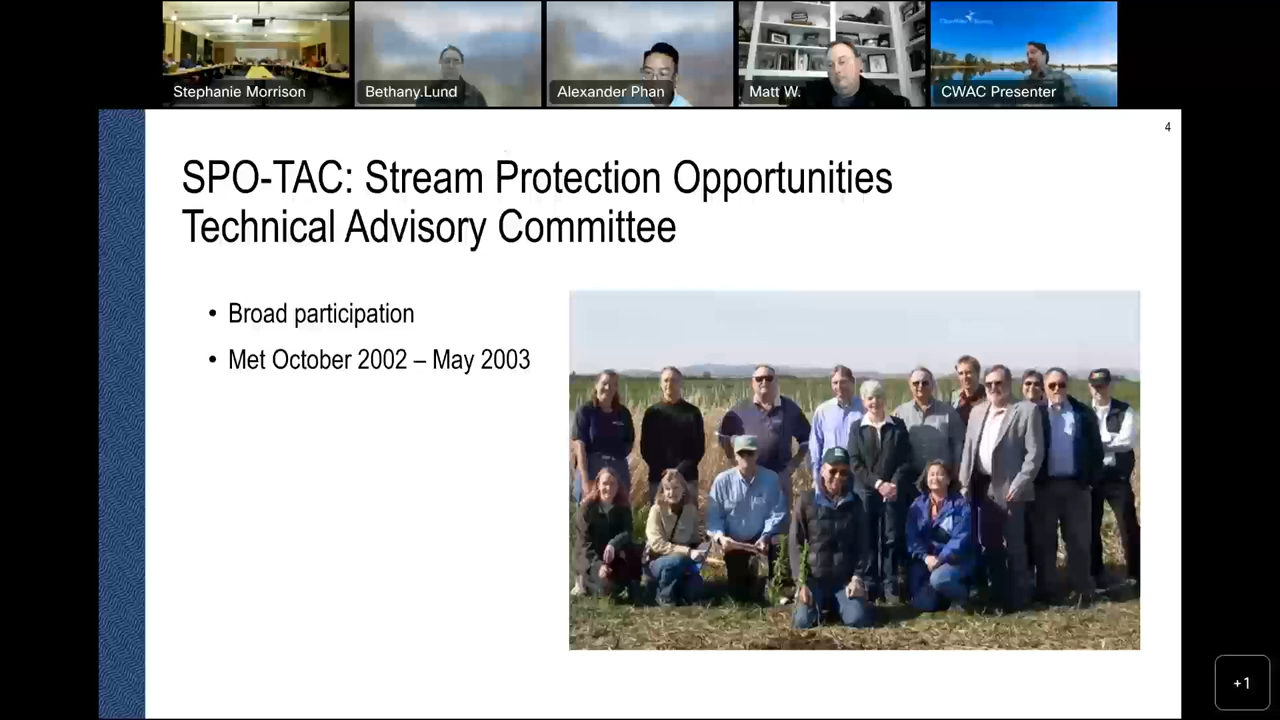 Stephanie Morrison
Bethany.Lund
Alexander Phan
Matt W.
CWAC Presenter
4
SPO-TAC: Stream Protection Opportunities
Technical Advisory Committee
• Broad participation
• Met October 2002 – May 2003
+1